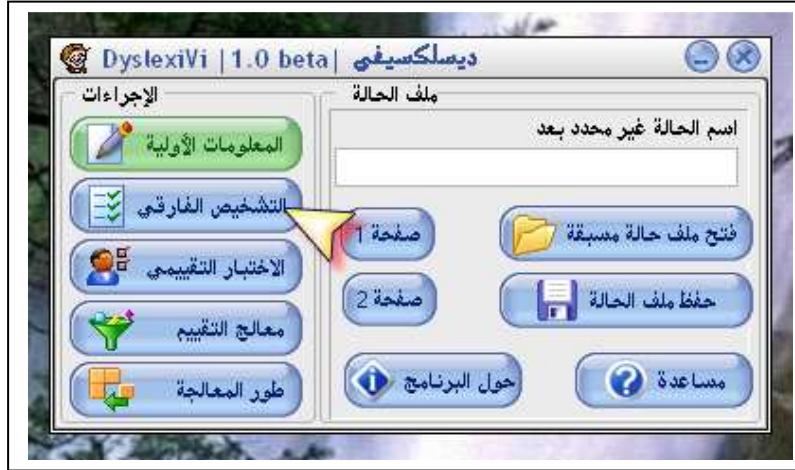 DyslexiVi |1.0 beta| ديسلكسيفي
ملف الحالة
اسم الحالة غير محدد بعد
فتح ملف حالة مسبقة
صفحة 1
حفظ ملف الحالة
صفحة 2
مساعدة
حول البرنامج
الإجراءات
المعلومات الأولية
التشخيص الفارقي
الاختبار التقييمي
معالج التقييم
طور المعالجة